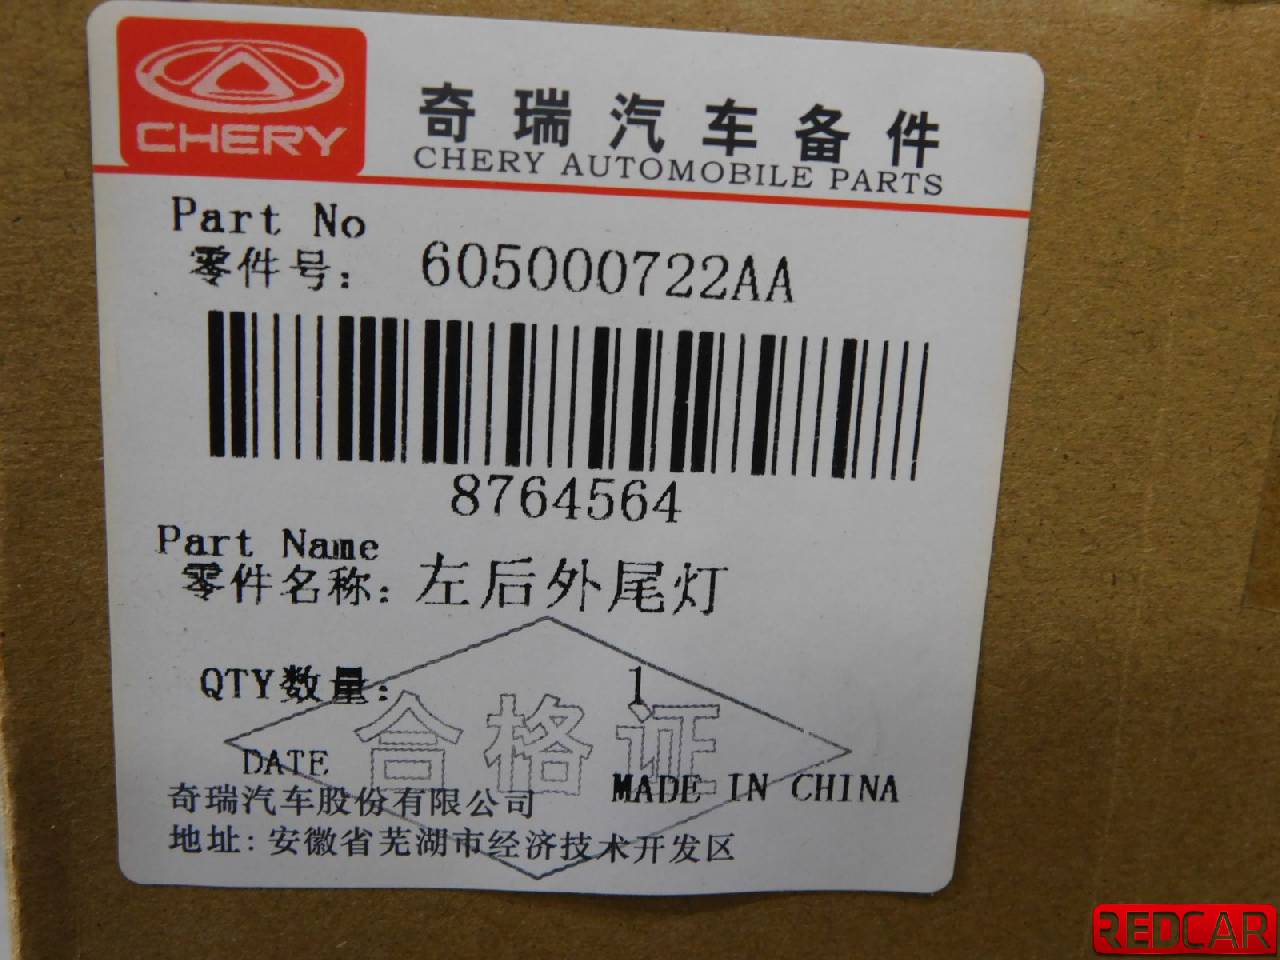 CHERY
奇瑞汽车备件
CHERY AUTOMOBILE PARTS
Part No
零件号: 605000722AA
8764564
Part Name
零件名称: 左后外尾灯
QTY数量: 1
合格证
DATE
MADE IN CHINA
奇瑞汽车股份有限公司
地址: 安徽省芜湖市经济技术开发区
REDCAR